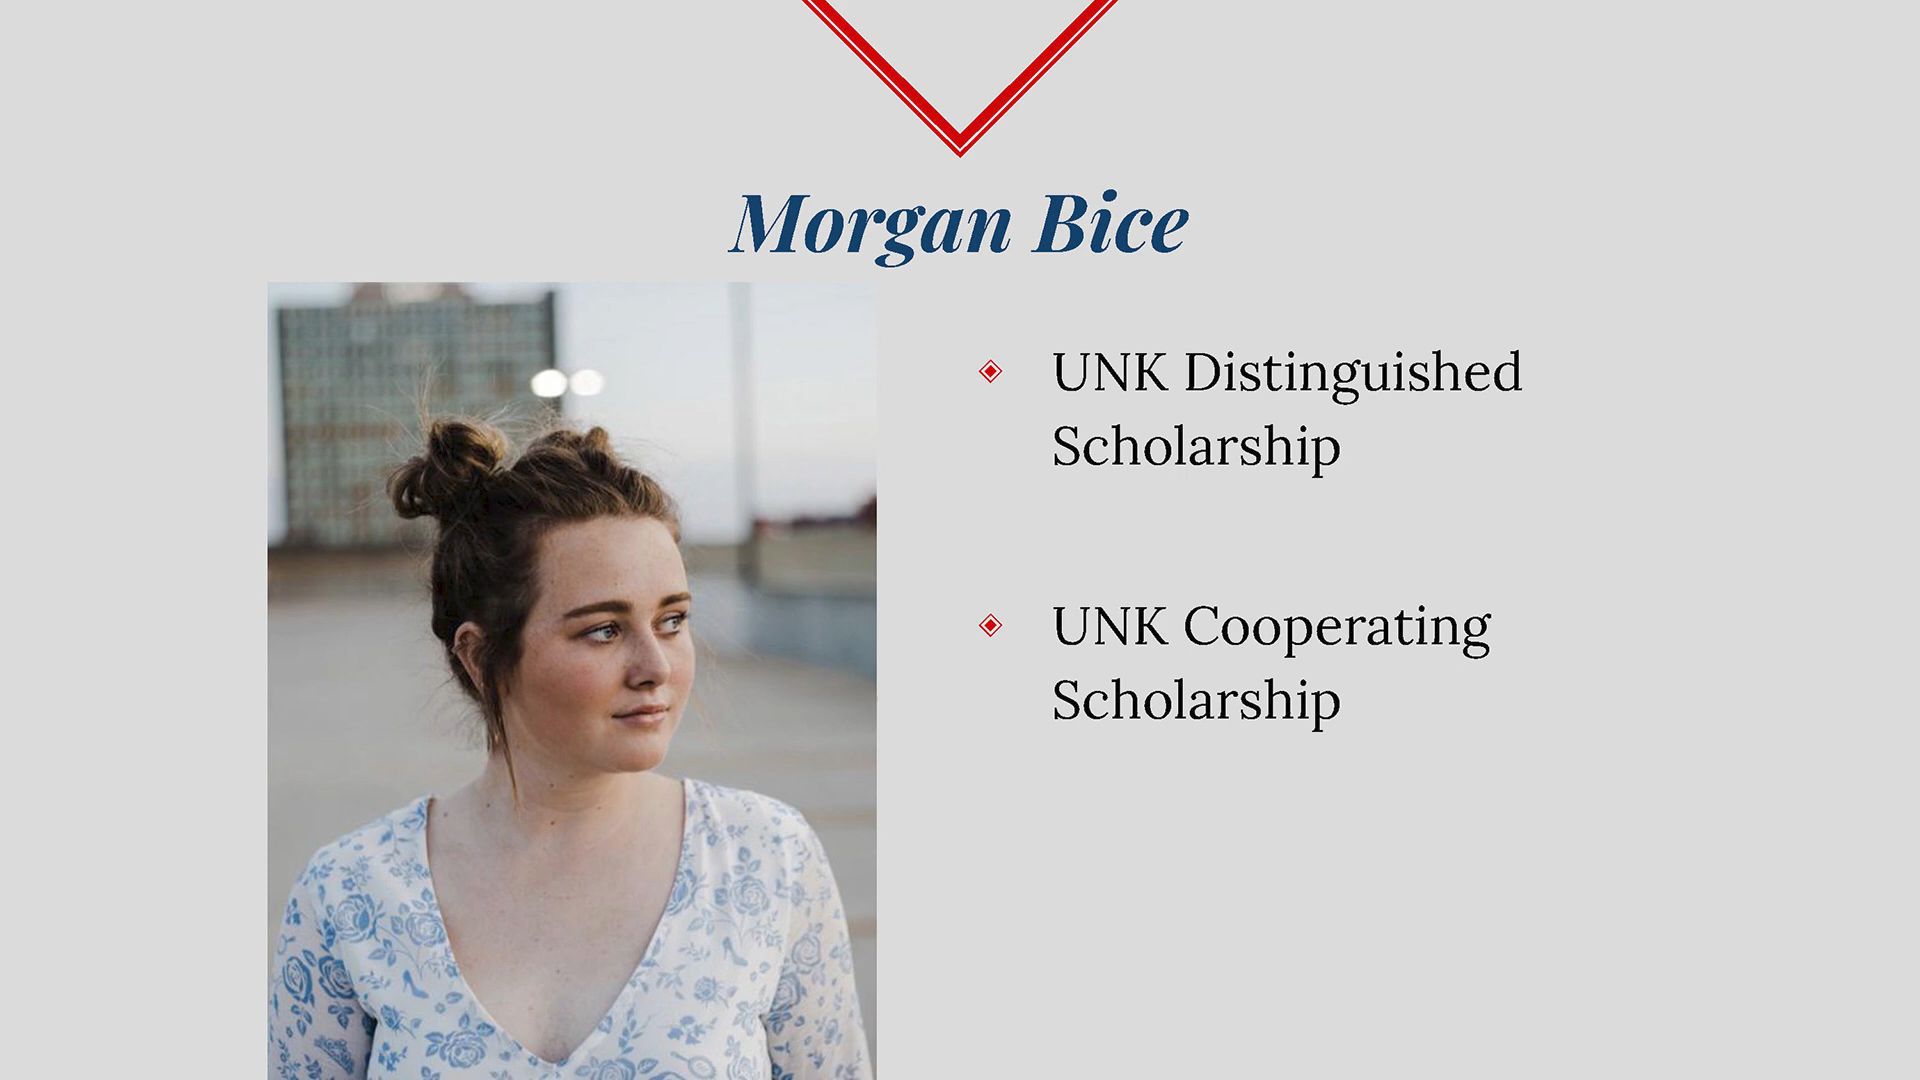 Morgan Bice
UNK Distinguished
Scholarship
UNK Cooperating
Scholarship